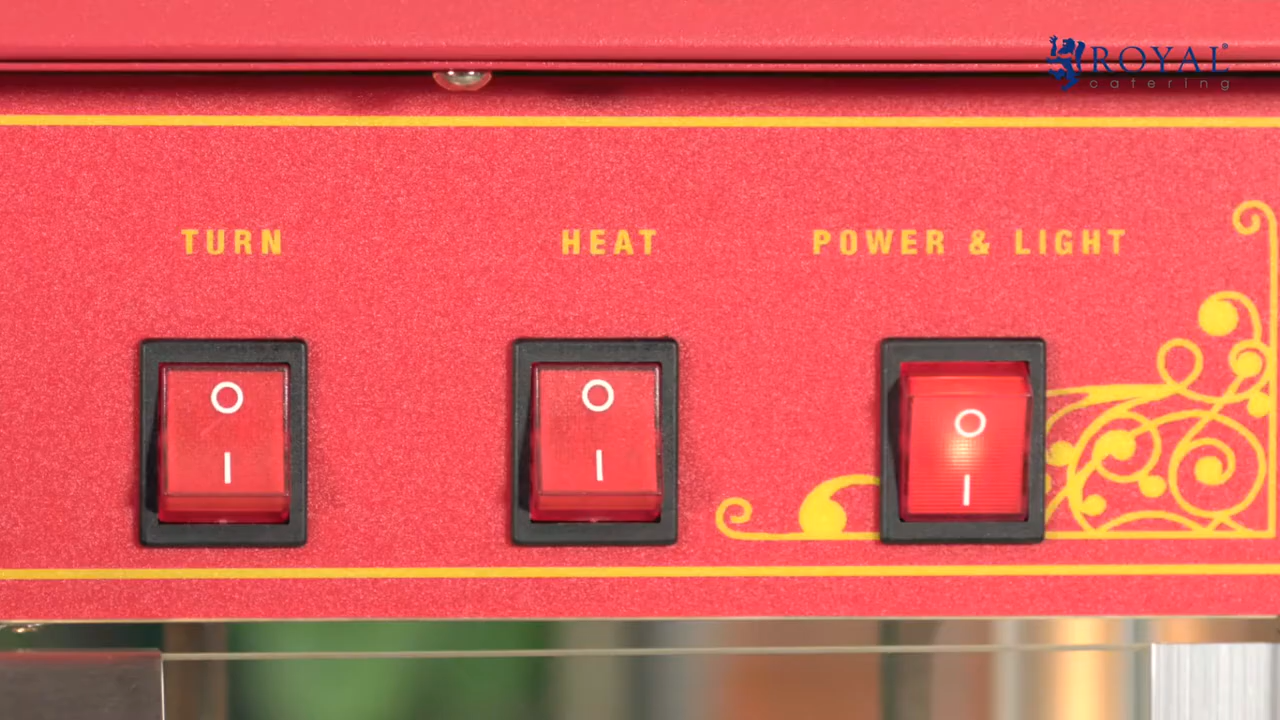 ROYAL®
catering
TURN
HEAT
POWER & LIGHT
O
I
O
I
O
I